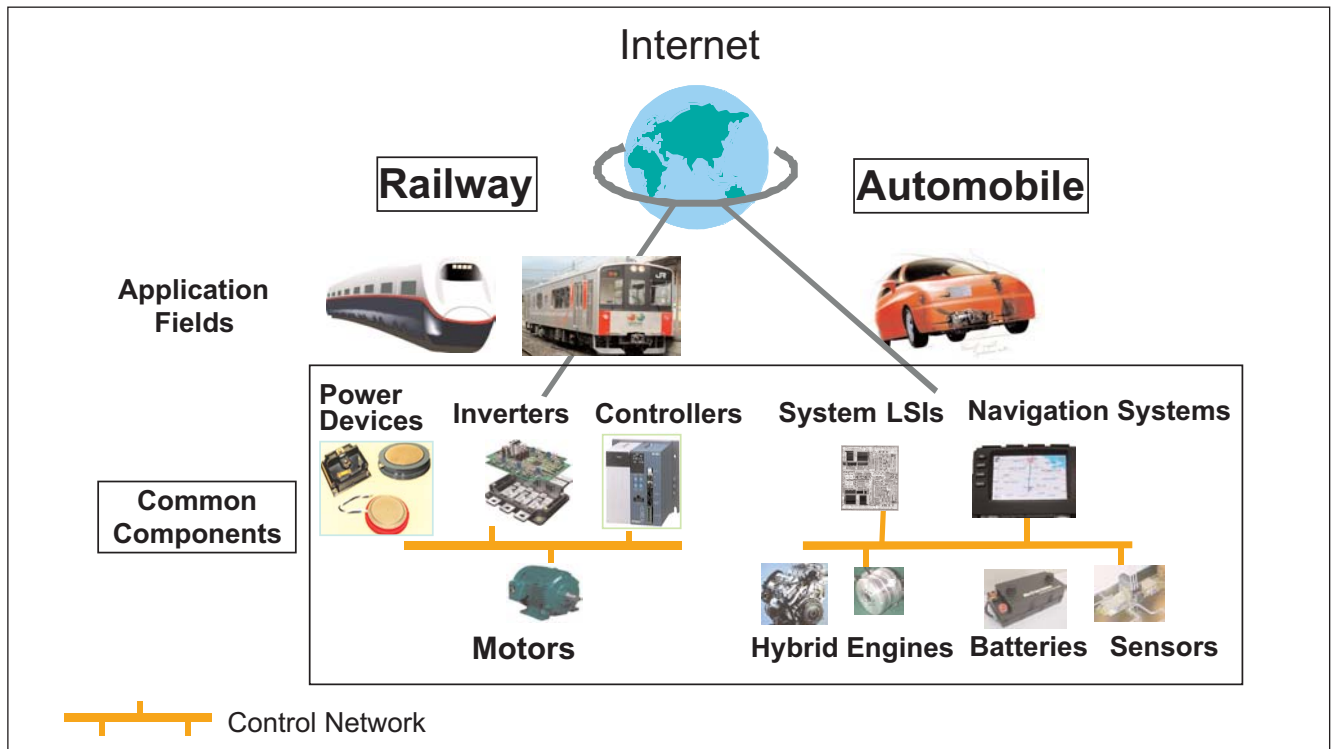 Internet
Railway
Automobile
Application
Fields
Power
Devices
Inverters
Controllers
System LSIs
Navigation Systems
Common
Components
Motors
Hybrid Engines
Batteries
Sensors
Control Network